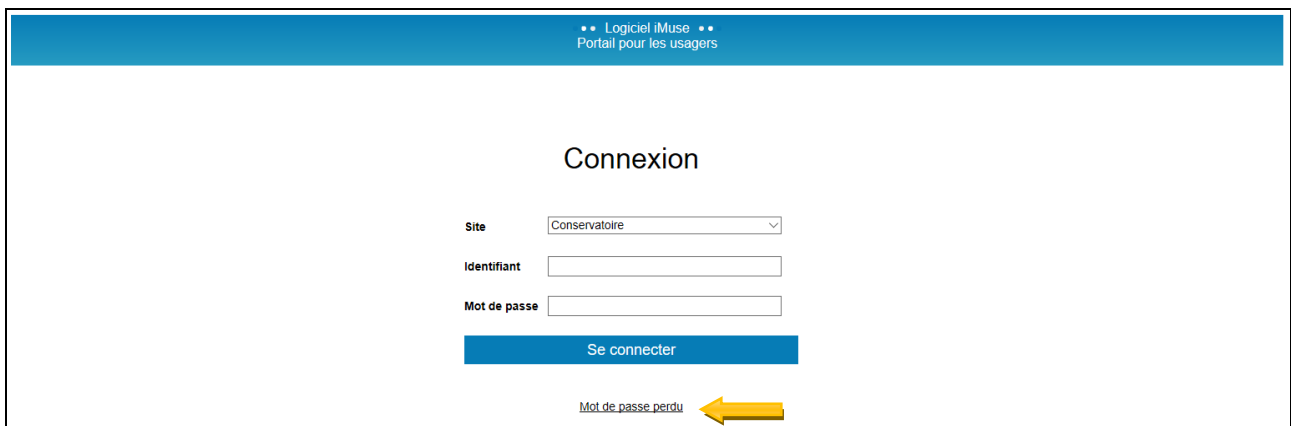 Logiciel iMuse
Portail pour les usagers
Connexion
Site Conservatoire
Identifiant
Mot de passe
Se connecter
Mot de passe perdu